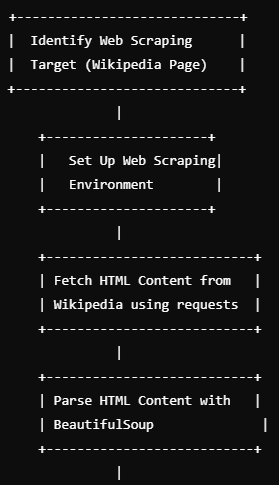 +-----------------------------+
|  Identify Web Scraping      |
|  Target (Wikipedia Page)    |
+-----------------------------+
              |
    +---------------------+
    |   Set Up Web Scraping|
    |   Environment        |
    +---------------------+
              |
    +---------------------------+
    | Fetch HTML Content from   |
    | Wikipedia using requests  |
    +---------------------------+
              |
    +---------------------------+
    | Parse HTML Content with   |
    | BeautifulSoup              |
    +---------------------------+
              |